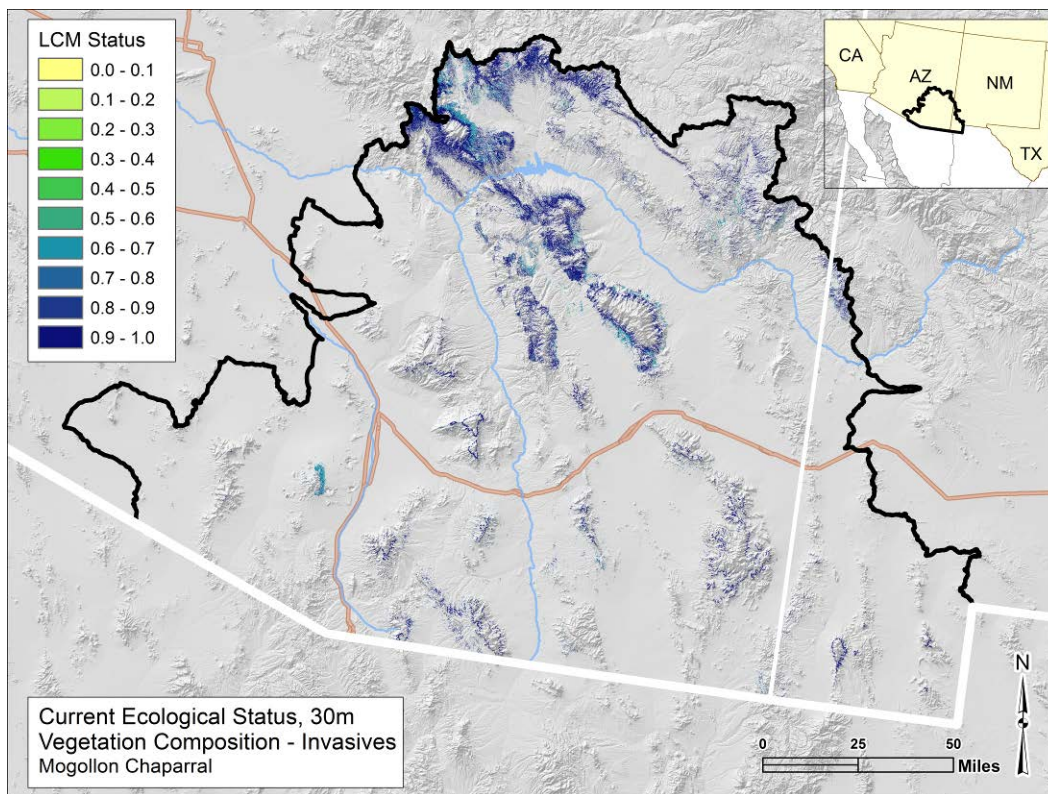 LCM Status
0.0 - 0.1
0.1 - 0.2
0.2 - 0.3
0.3 - 0.4
0.4 - 0.5
0.5 - 0.6
0.6 - 0.7
0.7 - 0.8
0.8 - 0.9
0.9 - 1.0
CA
AZ
NM
TX
Current Ecological Status, 30m
Vegetation Composition - Invasives
Mogollon Chaparral
N
0 25 50
Miles